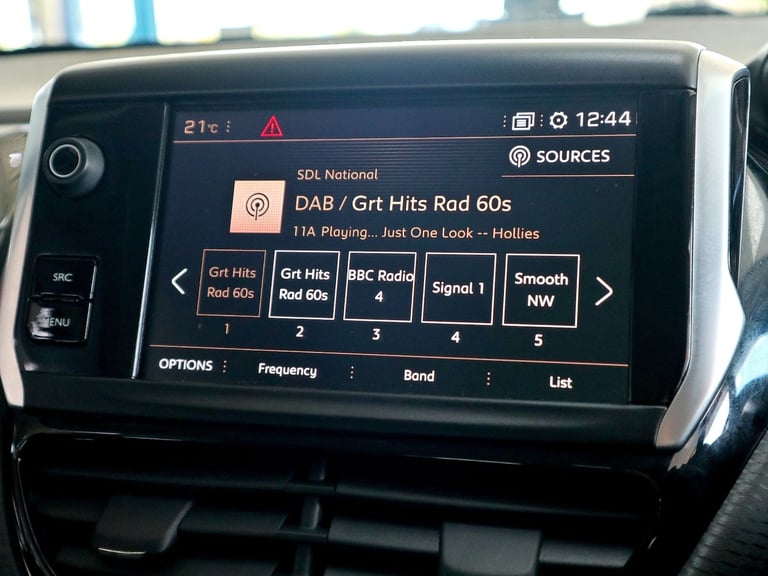 21°C
12:44
SOURCES
SDL National
DAB / Grt Hits Rad 60s
11A Playing... Just One Look -- Hollies
SRC
MENU
Grt Hits
Rad 60s
Grt Hits
Rad 60s
BBC Radio
4
Signal 1
Smooth
NW
1
2
3
4
5
OPTIONS
Frequency
Band
List